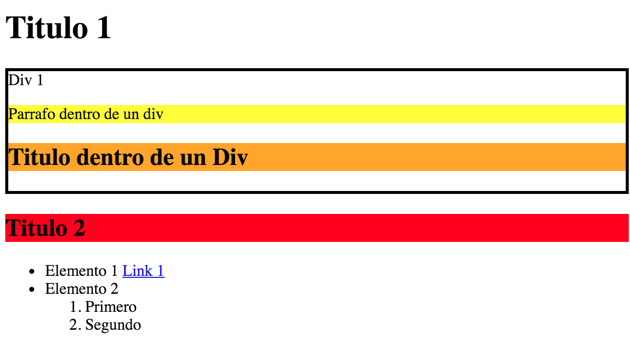 Titulo 1
Div 1
Parrafo dentro de un div
Titulo dentro de un Div
Titulo 2
• Elemento 1 Link 1
• Elemento 2
1. Primero
2. Segundo